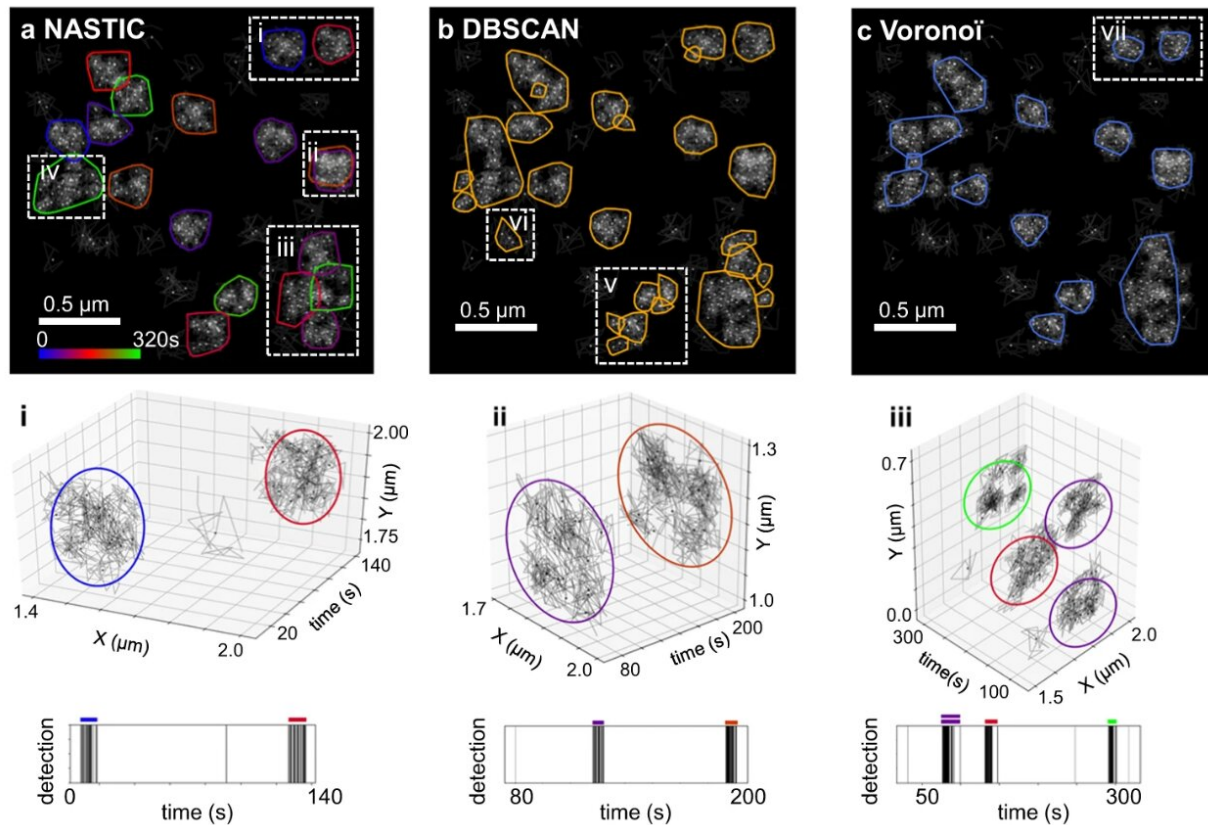 a NASTIC
i
ii
iv
iii
0.5 µm
0 320s
b DBSCAN
vi
v
0.5 µm
c Voronoï
vii
0.5 µm
i
2.00
Y (µm)
1.75
140
time (s)
20
1.4
X (µm)
2.0
ii
1.3
Y (µm)
1.0
1.7
X (µm)
2.0
200
time (s)
80
iii
0.7
Y (µm)
0.0
300
time(s)
100
2.0
X (µm)
1.5
detection
0 140
time (s)
detection
80 200
time (s)
detection
50 300
time (s)